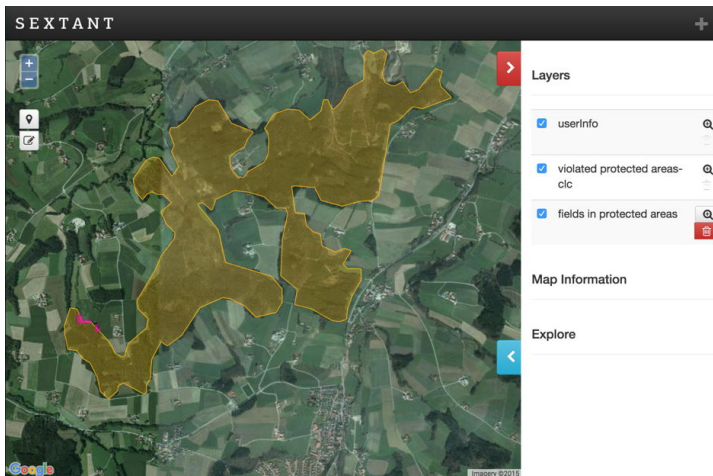 SEXTANT
Layers
userInfo
violated protected areas-
clc
fields in protected areas
Map Information
Explore
Google
Imagery ©2015